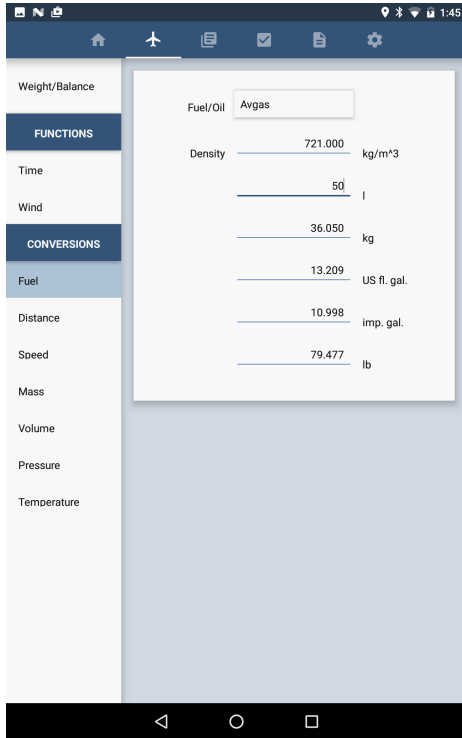 1:45
Weight/Balance
FUNCTIONS
Time
Wind
CONVERSIONS
Fuel
Distance
Speed
Mass
Volume
Pressure
Temperature
Fuel/Oil Avgas
Density 721.000 kg/m^3
50 l
36.050 kg
13.209 US fl. gal.
10.998 imp. gal.
79.477 lb